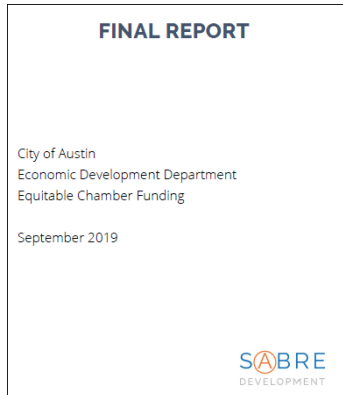 FINAL REPORT
City of Austin
Economic Development Department
Equitable Chamber Funding
September 2019
SABRE
DEVELOPMENT